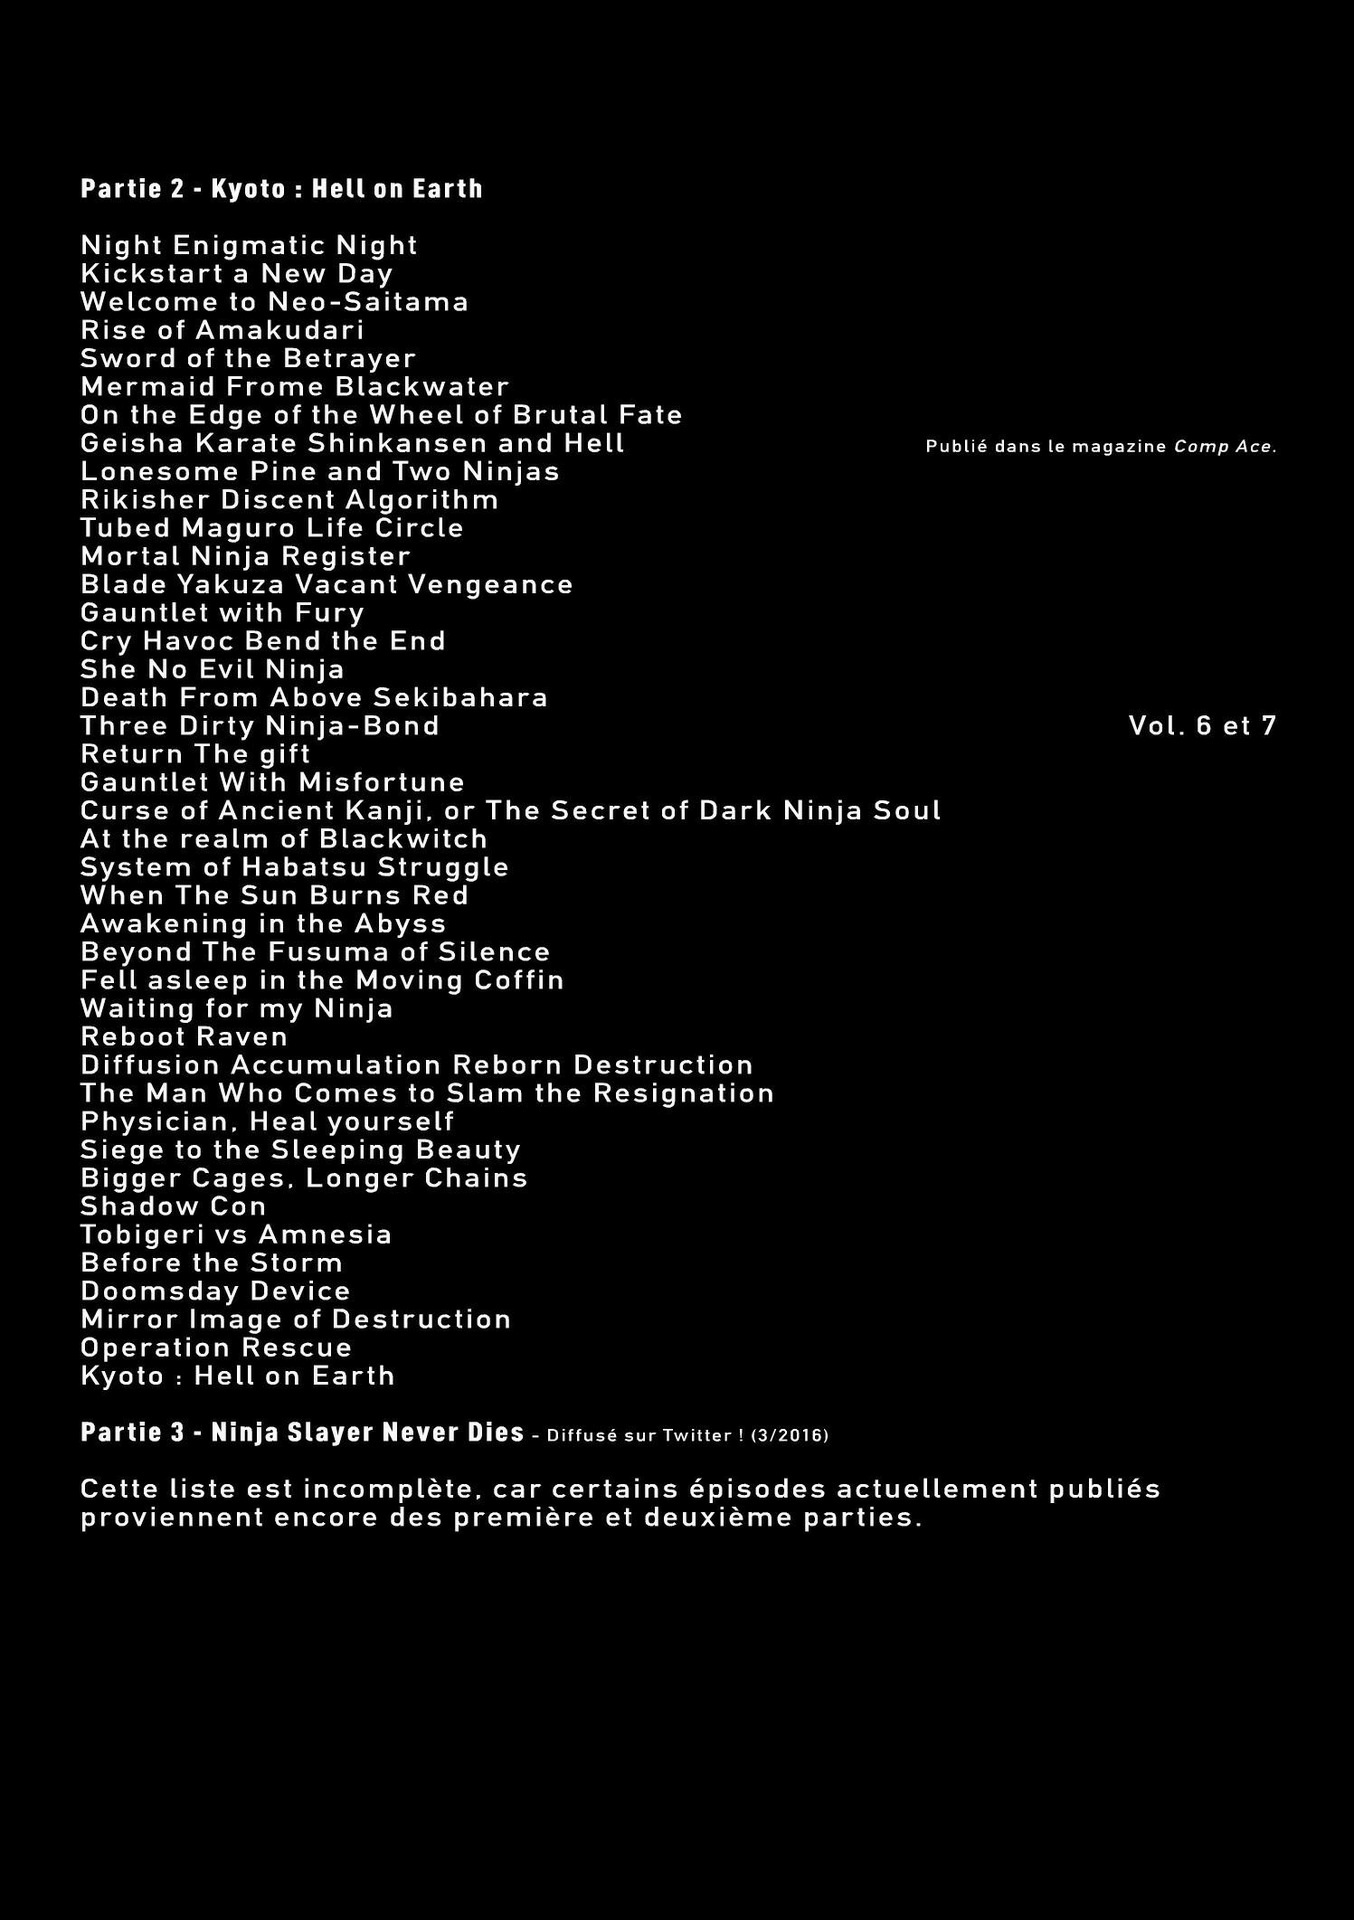 Partie 2 - Kyoto : Hell on Earth
Night Enigmatic Night
Kickstart a New Day
Welcome to Neo-Saitama
Rise of Amakudari
Sword of the Betrayer
Mermaid Frome Blackwater
On the Edge of the Wheel of Brutal Fate
Geisha Karate Shinkansen and Hell Publié dans le magazine Comp Ace.
Lonesome Pine and Two Ninjas
Rikisher Discent Algorithm
Tubed Maguro Life Circle
Mortal Ninja Register
Blade Yakuza Vacant Vengeance
Gauntlet with Fury
Cry Havoc Bend the End
She No Evil Ninja
Death From Above Sekibahara
Three Dirty Ninja-Bond Vol. 6 et 7
Return The gift
Gauntlet With Misfortune
Curse of Ancient Kanji, or The Secret of Dark Ninja Soul
At the realm of Blackwitch
System of Habatsu Struggle
When The Sun Burns Red
Awakening in the Abyss
Beyond The Fusuma of Silence
Fell asleep in the Moving Coffin
Waiting for my Ninja
Reboot Raven
Diffusion Accumulation Reborn Destruction
The Man Who Comes to Slam the Resignation
Physician, Heal yourself
Siege to the Sleeping Beauty
Bigger Cages, Longer Chains
Shadow Con
Tobigeri vs Amnesia
Before the Storm
Doomsday Device
Mirror Image of Destruction
Operation Rescue
Kyoto : Hell on Earth
Partie 3 - Ninja Slayer Never Dies - Diffusé sur Twitter ! (3/2016)
Cette liste est incomplète, car certains épisodes actuellement publiés
proviennent encore des première et deuxième parties.